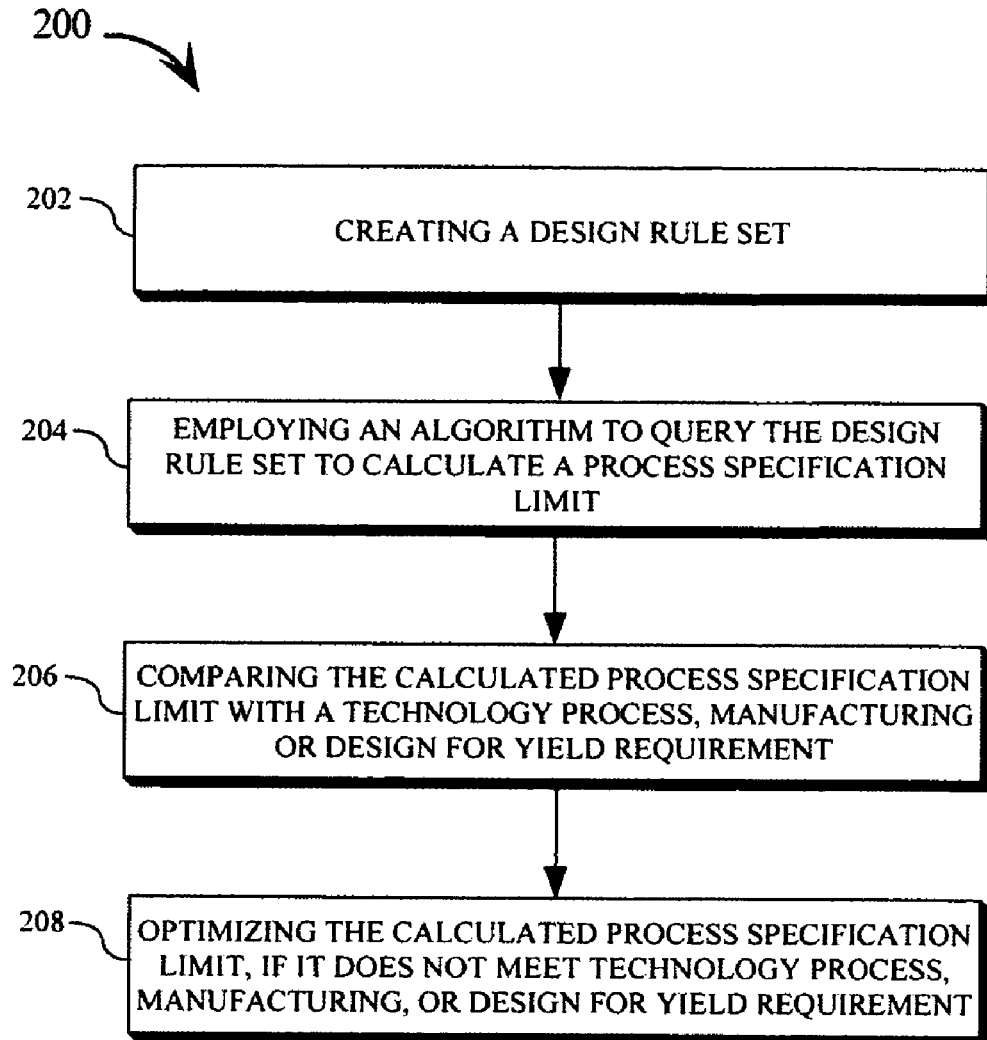 200
202
CREATING A DESIGN RULE SET
204
EMPLOYING AN ALGORITHM TO QUERY THE DESIGN
RULE SET TO CALCULATE A PROCESS SPECIFICATION
LIMIT
206
COMPARING THE CALCULATED PROCESS SPECIFICATION
LIMIT WITH A TECHNOLOGY PROCESS, MANUFACTURING
OR DESIGN FOR YIELD REQUIREMENT
208
OPTIMIZING THE CALCULATED PROCESS SPECIFICATION
LIMIT, IF IT DOES NOT MEET TECHNOLOGY PROCESS,
MANUFACTURING, OR DESIGN FOR YIELD REQUIREMENT